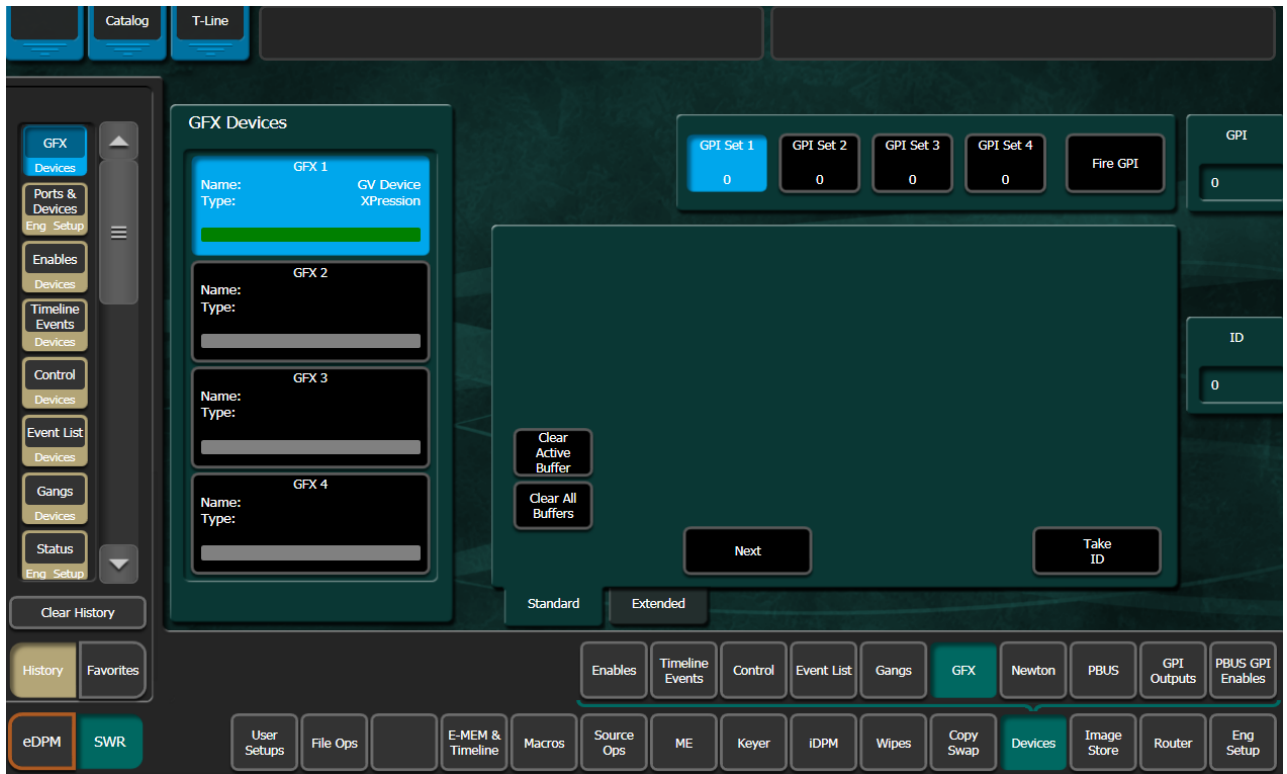 Catalog
T-Line
GFX
Devices
Ports &
Devices
Eng Setup
Enables
Devices
Timeline
Events
Devices
Control
Devices
Event List
Devices
Gangs
Devices
Status
Eng Setup
Clear History
History
Favorites
eDPM
SWR
GFX Devices
GFX 1
Name: GV Device
Type: XPression
GFX 2
Name:
Type:
GFX 3
Name:
Type:
GFX 4
Name:
Type:
GPI Set 1
0
GPI Set 2
0
GPI Set 3
0
GPI Set 4
0
Fire GPI
GPI
0
ID
0
Clear
Active
Buffer
Clear All
Buffers
Next
Take
ID
Standard
Extended
Enables
Timeline
Events
Control
Event List
Gangs
GFX
Newton
PBUS
GPI
Outputs
PBUS GPI
Enables
User
Setups
File Ops
E-MEM &
Timeline
Macros
Source
Ops
ME
Keyer
iDPM
Wipes
Copy
Swap
Devices
Image
Store
Router
Eng
Setup